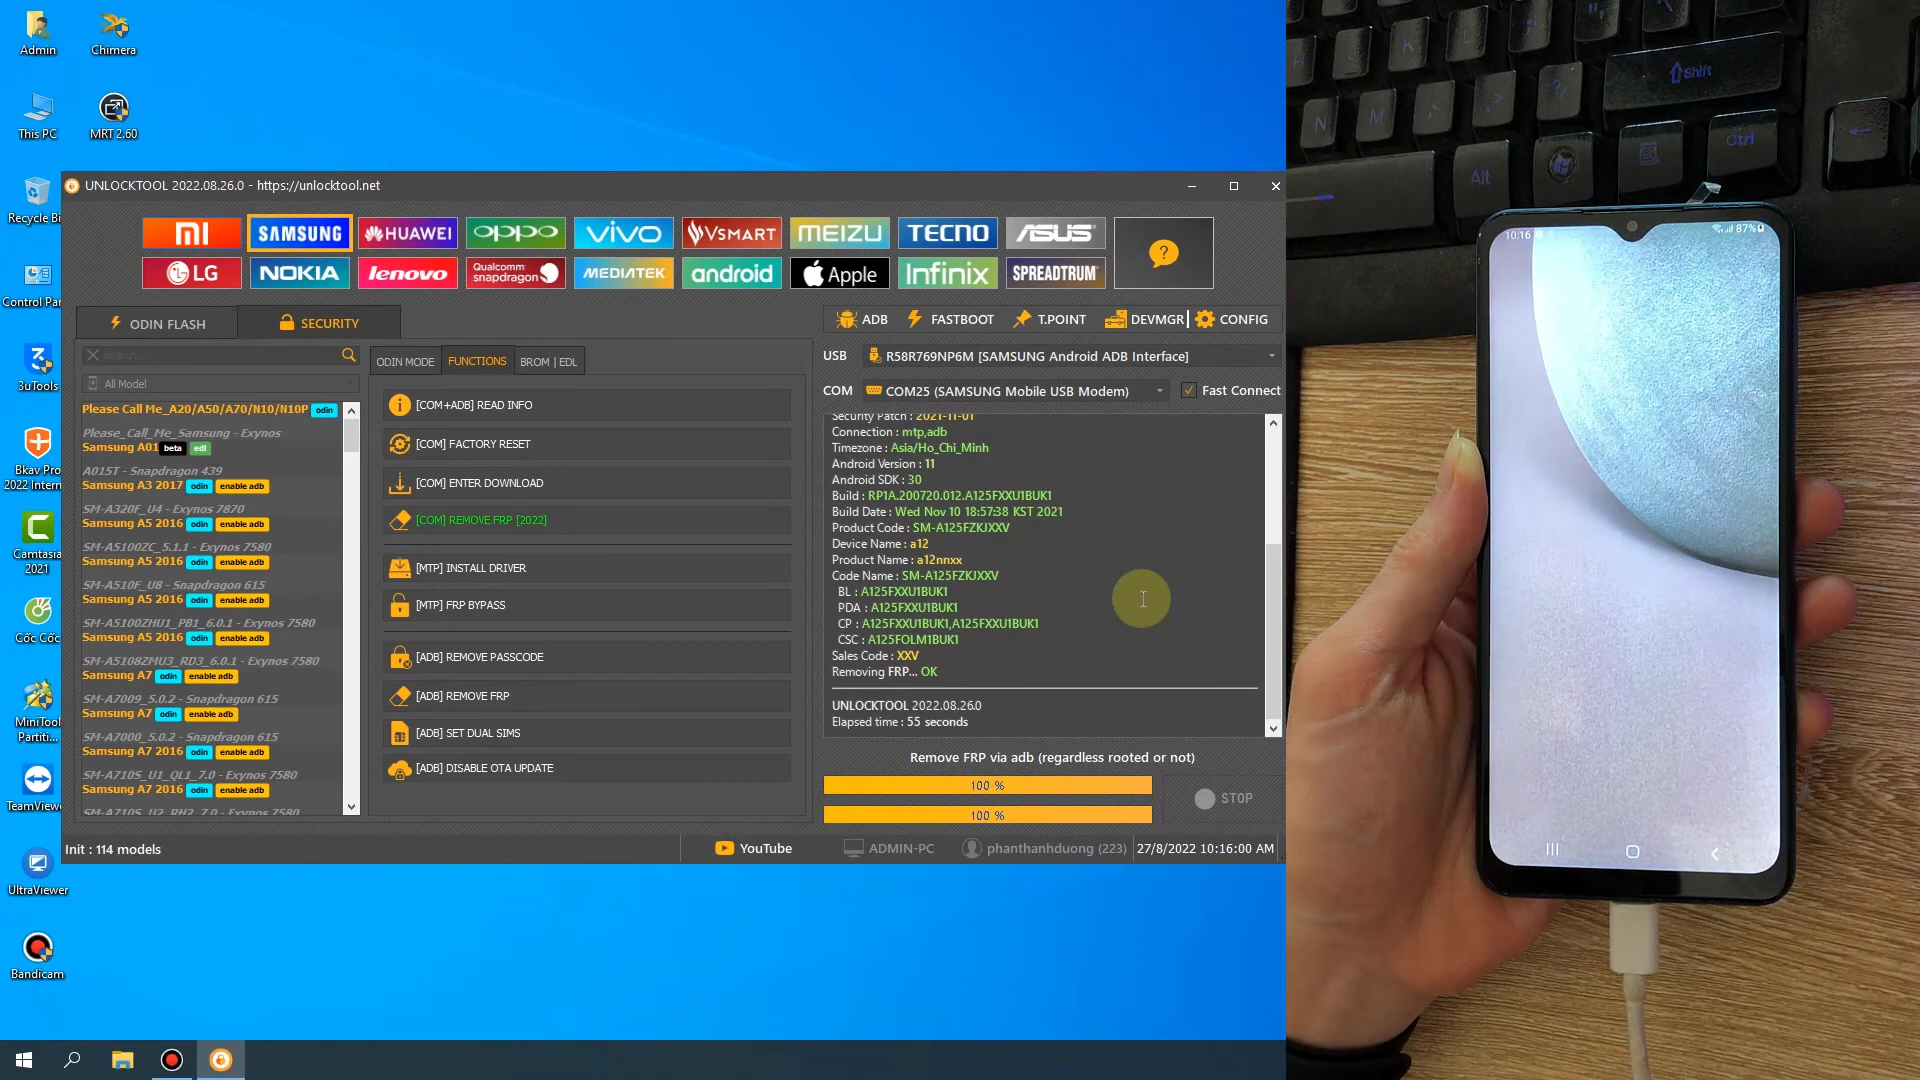 Admin
Chimera
This PC
MRT 2.60
Recycle Bi
Control Par
3uTools
Bkav Pro
2022 Intern
Camtasia
2021
Cốc Cốc
MiniTool
Partiti...
TeamViewe
UltraViewer
Bandicam
UNLOCKTOOL 2022.08.26.0 - https://unlocktool.net
mi
SAMSUNG
HUAWEI
oppo
vivo
VSMART
MEIZU
TECNO
ASUS
?
LG
NOKIA
lenovo
Qualcomm
snapdragon
MEDIATEK
android
Apple
Infinix
SPREADTRUM
ODIN FLASH
SECURITY
Search...
All Model
Please Call Me_A20/A50/A70/N10/N10P odin
Please_Call_Me_Samsung - Exynos
Samsung A01 beta edl
A015T - Snapdragon 439
Samsung A3 2017 odin enable adb
SM-A320F_U4 - Exynos 7870
Samsung A5 2016 odin enable adb
SM-A5100ZC_5.1.1 - Exynos 7580
Samsung A5 2016 odin enable adb
SM-A510F_U8 - Snapdragon 615
Samsung A5 2016 odin enable adb
SM-A5100ZHU1_PB1_6.0.1 - Exynos 7580
Samsung A5 2016 odin enable adb
SM-A5108ZMU3_RD3_6.0.1 - Exynos 7580
Samsung A7 odin enable adb
SM-A7009_5.0.2 - Snapdragon 615
Samsung A7 odin enable adb
SM-A7000_5.0.2 - Snapdragon 615
Samsung A7 2016 odin enable adb
SM-A710S_U1_QL1_7.0 - Exynos 7580
Samsung A7 2016 odin enable adb
SM-A710S_U2_RH2_7.0 - Exynos 7580
ODIN MODE
FUNCTIONS
BROM | EDL
[COM+ADB] READ INFO
[COM] FACTORY RESET
[COM] ENTER DOWNLOAD
[COM] REMOVE FRP [2022]
[MTP] INSTALL DRIVER
[MTP] FRP BYPASS
[ADB] REMOVE PASSCODE
[ADB] REMOVE FRP
[ADB] SET DUAL SIMS
[ADB] DISABLE OTA UPDATE
ADB
FASTBOOT
T.POINT
DEVMGR
CONFIG
USB R58R769NP6M [SAMSUNG Android ADB Interface]
COM COM25 (SAMSUNG Mobile USB Modem) Fast Connect
Security Patch : 2021-11-01
Connection : mtp,adb
Timezone : Asia/Ho_Chi_Minh
Android Version : 11
Android SDK : 30
Build : RP1A.200720.012.A125FXXU1BUK1
Build Date : Wed Nov 10 18:57:38 KST 2021
Product Code : SM-A125FZKJXXV
Device Name : a12
Product Name : a12nnxx
Code Name : SM-A125FZKJXXV
BL : A125FXXU1BUK1
PDA : A125FXXU1BUK1
CP : A125FXXU1BUK1,A125FXXU1BUK1
CSC : A125FOLM1BUK1
Sales Code : XXV
Removing FRP... OK
UNLOCKTOOL 2022.08.26.0
Elapsed time : 55 seconds
Remove FRP via adb (regardless rooted or not)
100 %
100 %
STOP
Init : 114 models
YouTube
ADMIN-PC
phanthanhduong (223)
27/8/2022 10:16:00 AM
10:16
87%
Shift
Ctrl
Alt
K
L
N
M